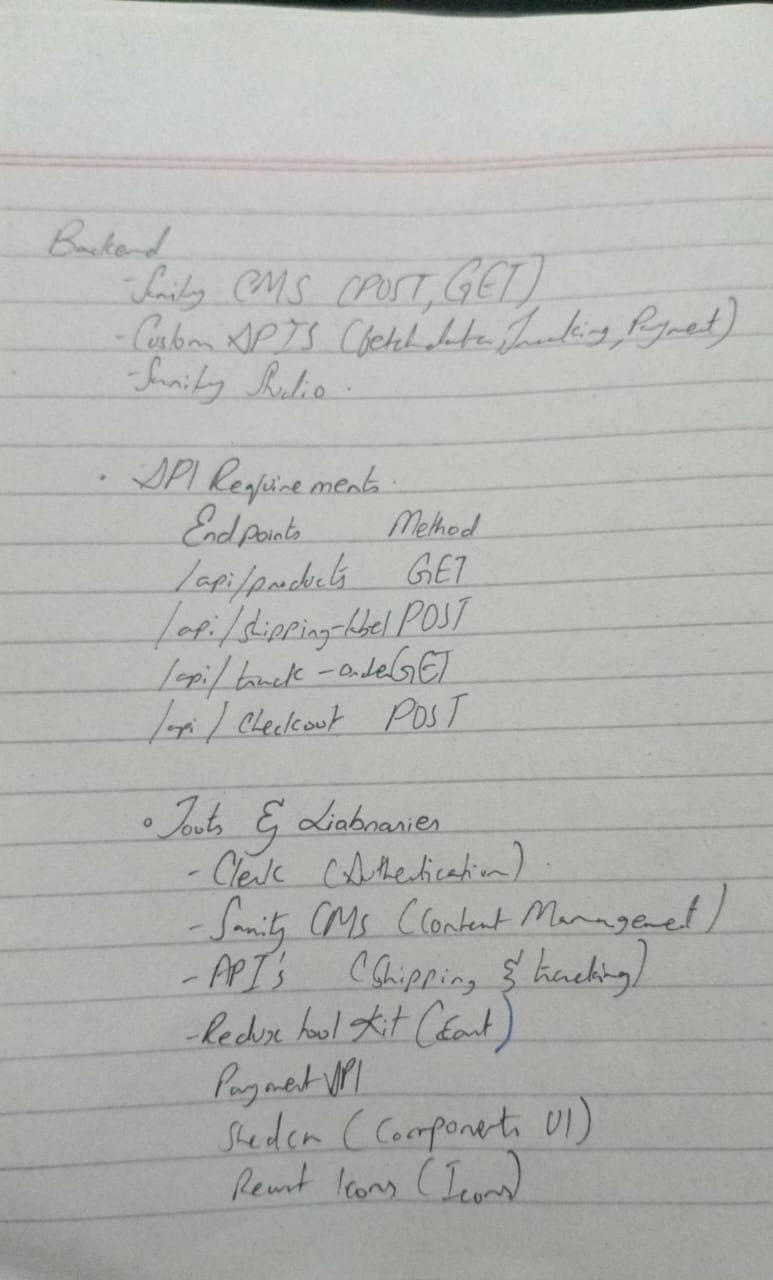 Backend
- Sanity CMS (POST, GET)
- Custom APIS (fetch data, Tracking, Payment)
- Sanity Studio.
· API Requirements.
Endpoints Method
/api/products GET
/api/shipping-label POST
/api/track-order GET
/api/checkout POST
• Tools & Liabraries
- Clerk (Authentication).
- Sanity CMS (Content Management)
- API's (Shipping & tracking)
- Redux tool kit (Cart)
Payment API
Shadcn (Components UI)
React Icons (Icons)